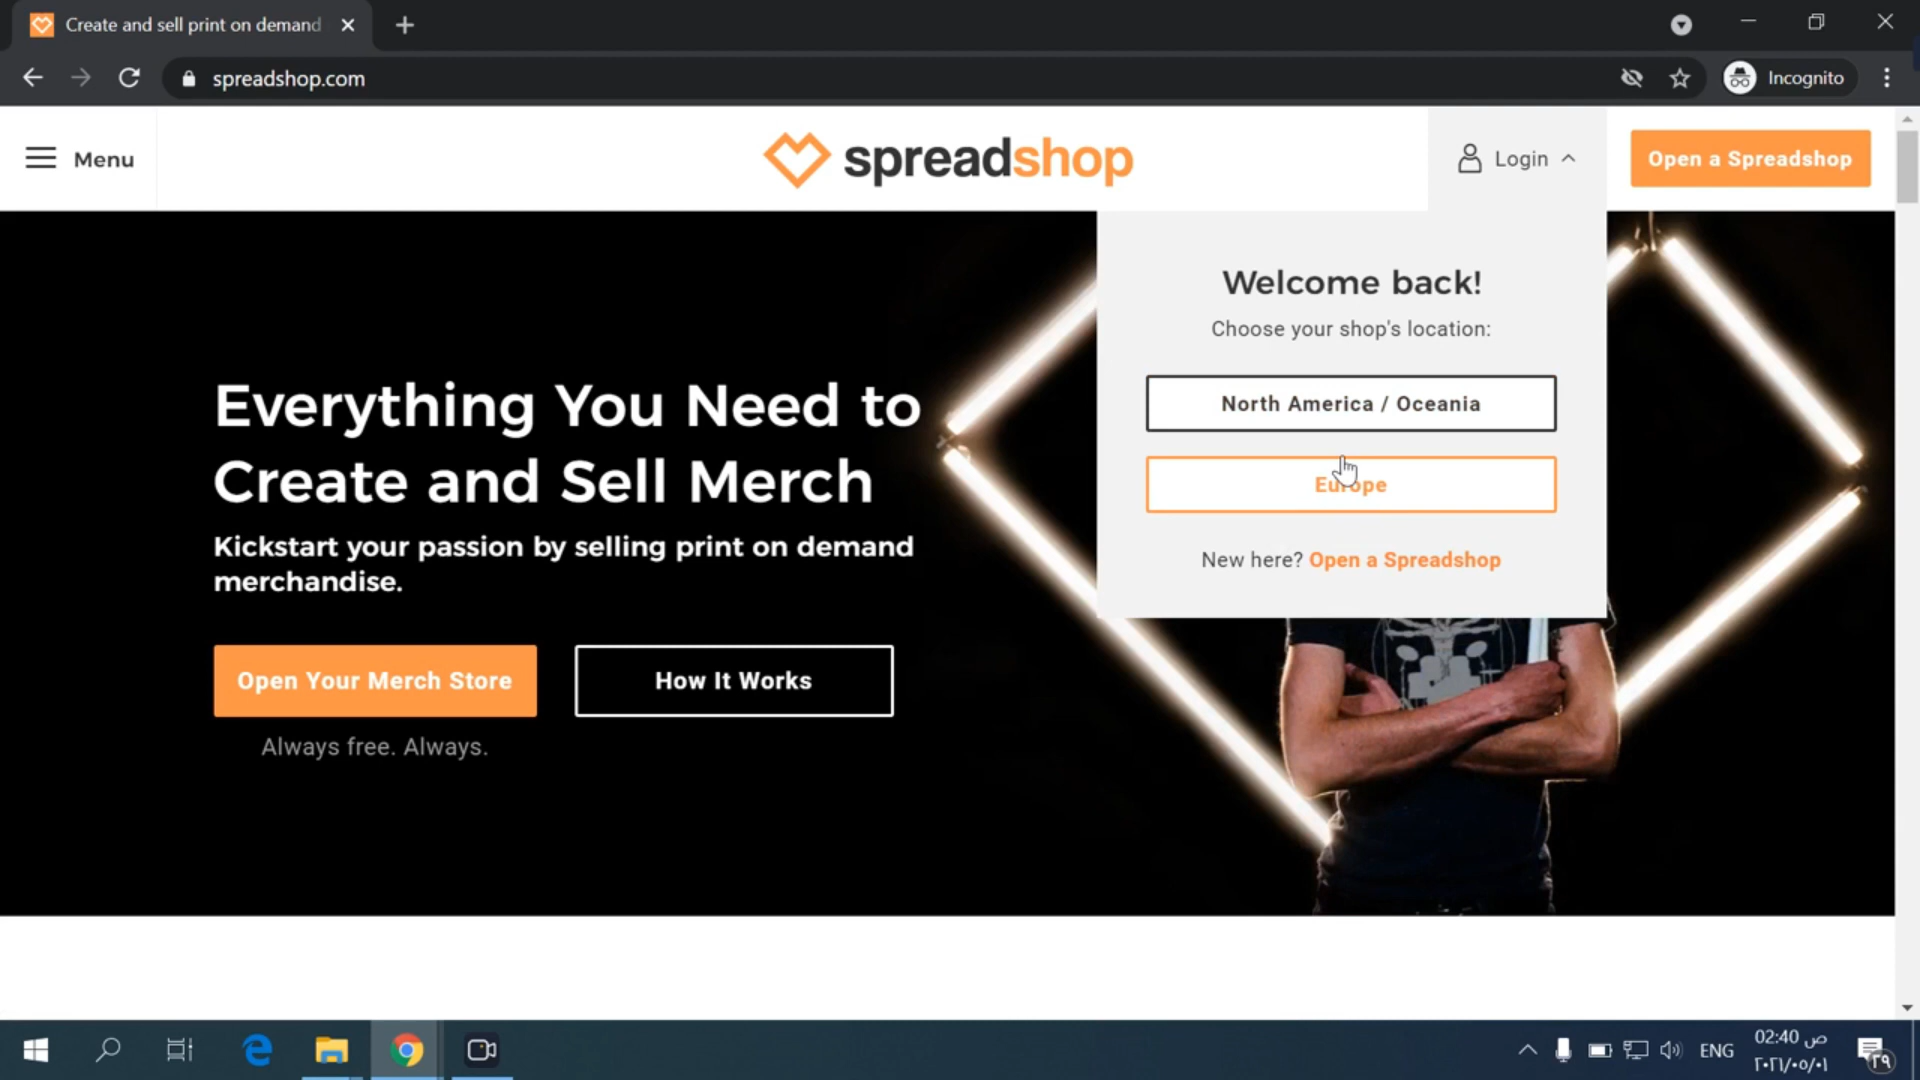 Create and sell print on demand
spreadshop.com
Incognito
Menu
spreadshop
Login
Open a Spreadshop
Welcome back!
Choose your shop's location:
North America / Oceania
Europe
New here? Open a Spreadshop
Everything You Need to
Create and Sell Merch
Kickstart your passion by selling print on demand
merchandise.
Open Your Merch Store
How It Works
Always free. Always.
ENG
02:40 ص
٢٠٢١/٠٥/٠١
٢٩